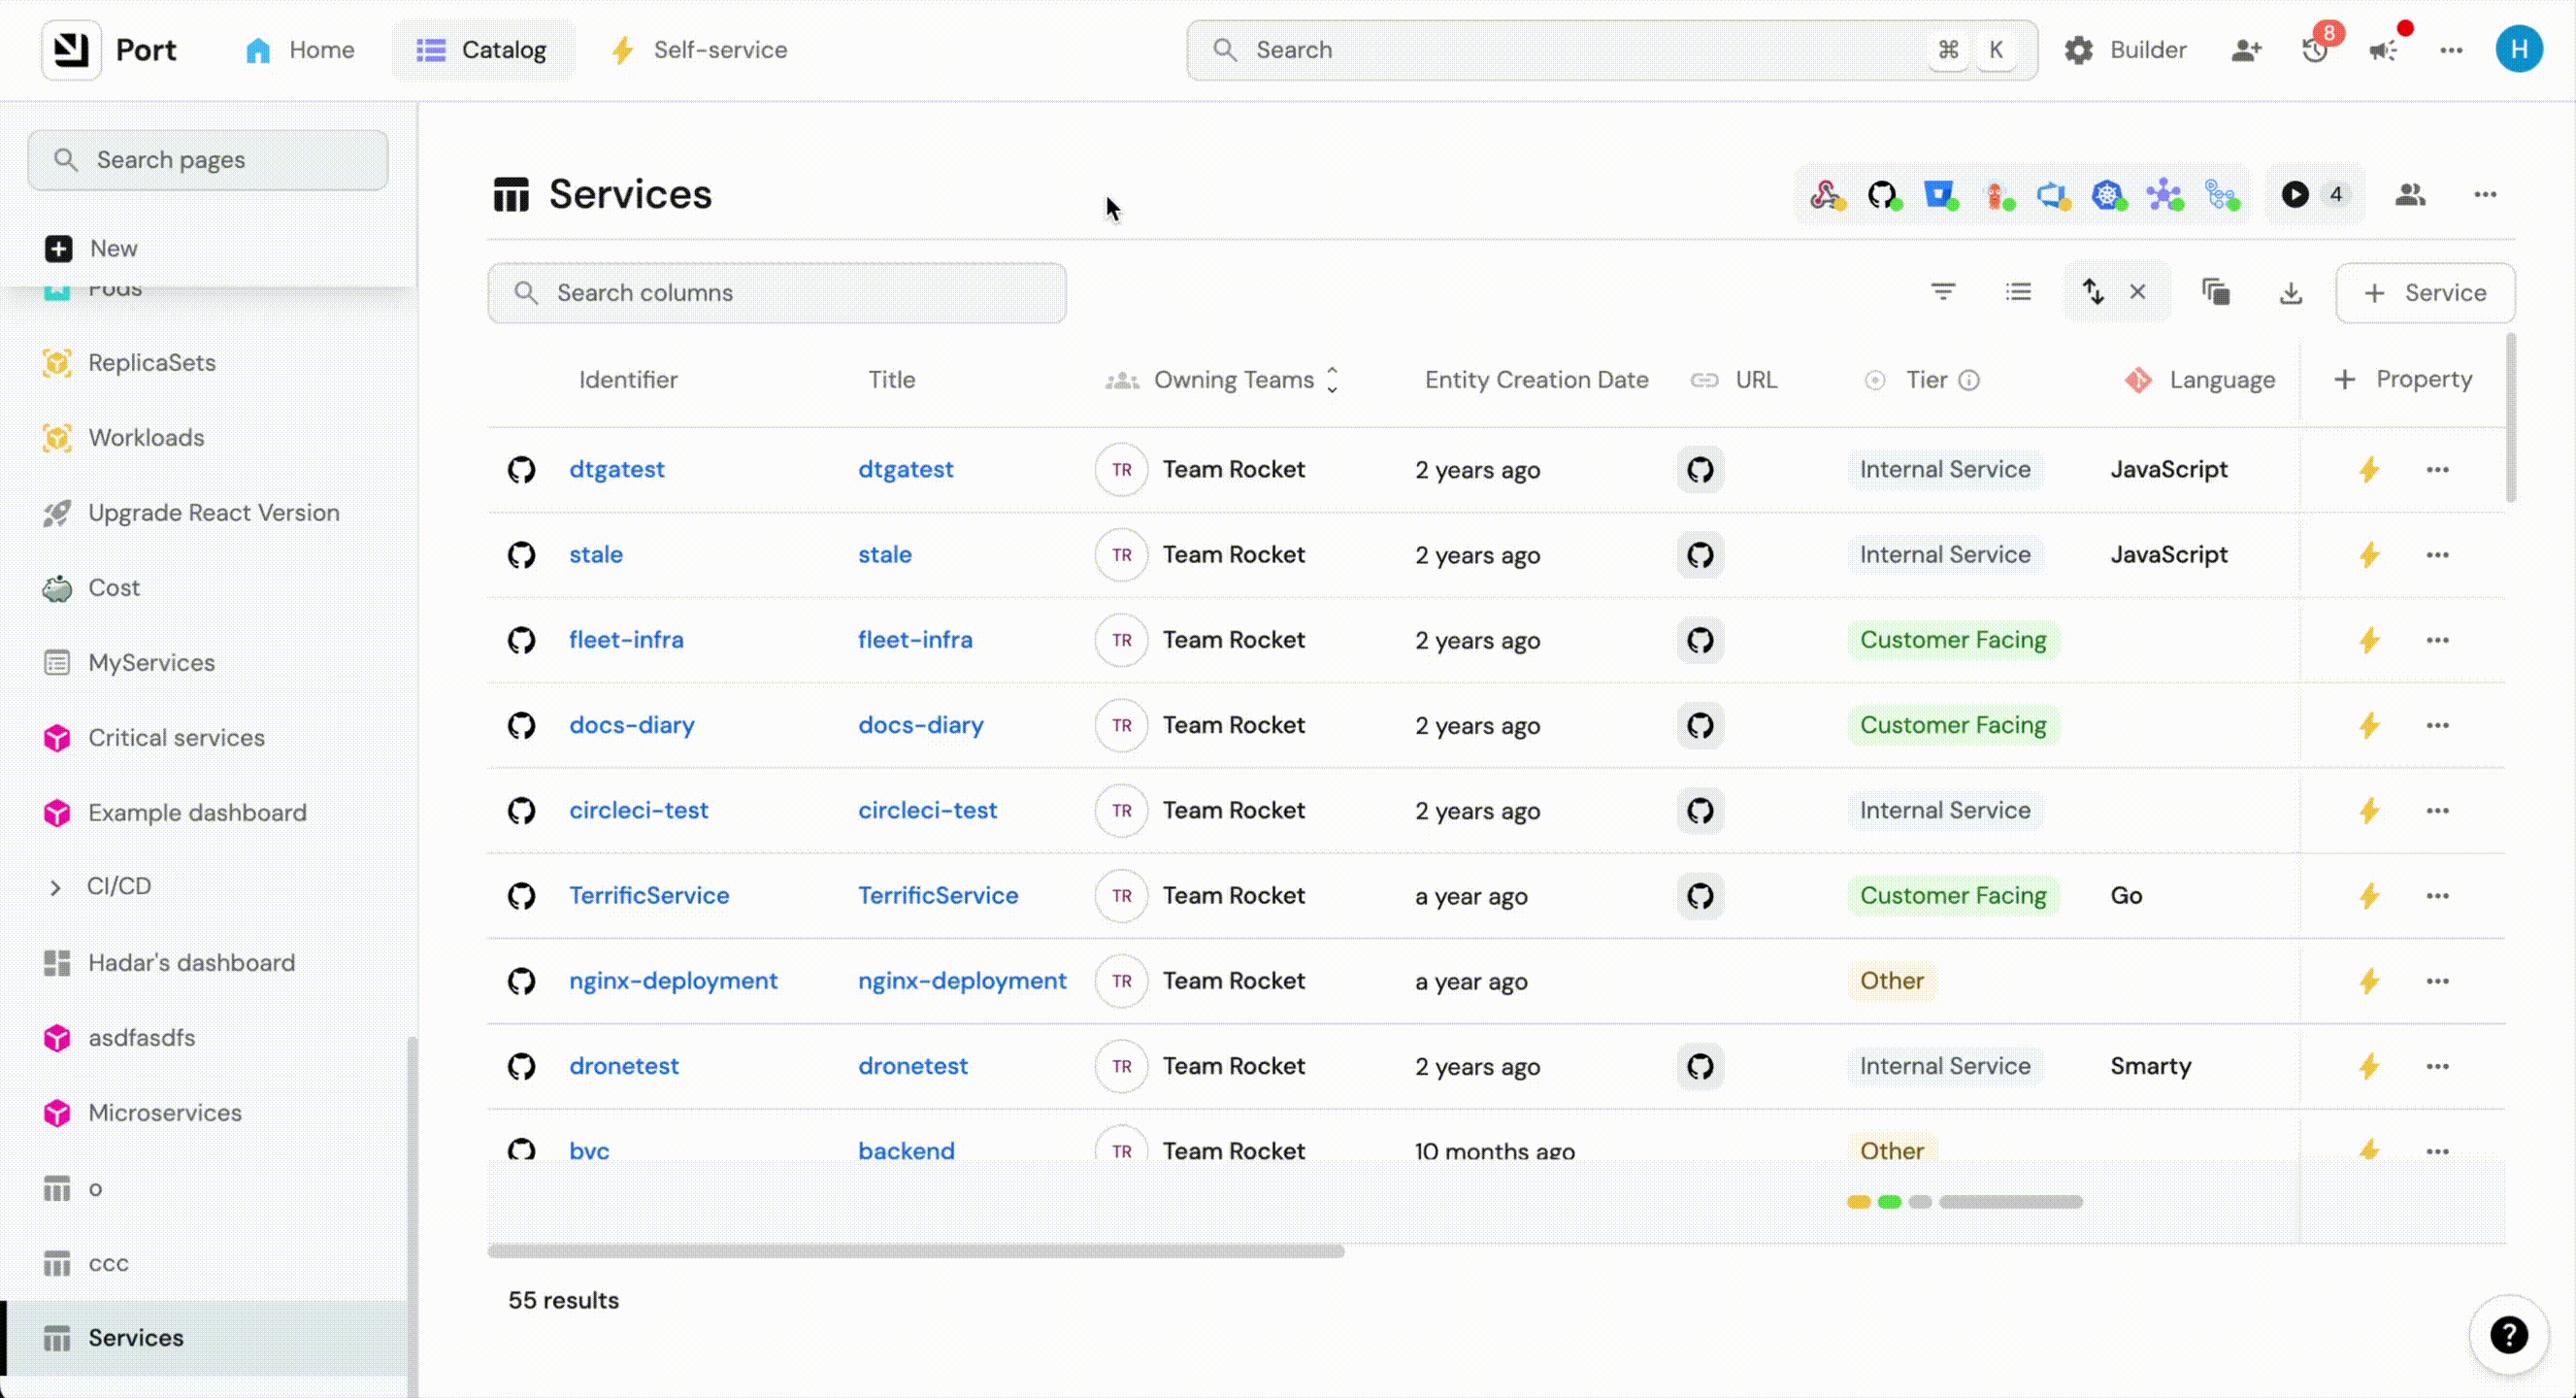 Port Home Catalog Self-service Search ⌘ K Builder 8 H
Search pages
New
Pods
ReplicaSets
Workloads
Upgrade React Version
Cost
MyServices
Critical services
Example dashboard
CI/CD
Hadar's dashboard
asdfasdfs
Microservices
o
ccc
Services
Services 4
Search columns + Service
Identifier Title Owning Teams Entity Creation Date URL Tier Language + Property
dtgatest dtgatest TR Team Rocket 2 years ago Internal Service JavaScript
stale stale TR Team Rocket 2 years ago Internal Service JavaScript
fleet-infra fleet-infra TR Team Rocket 2 years ago Customer Facing
docs-diary docs-diary TR Team Rocket 2 years ago Customer Facing
circleci-test circleci-test TR Team Rocket 2 years ago Internal Service
TerrificService TerrificService TR Team Rocket a year ago Customer Facing Go
nginx-deployment nginx-deployment TR Team Rocket a year ago Other
dronetest dronetest TR Team Rocket 2 years ago Internal Service Smarty
bvc backend TR Team Rocket 10 months ago Other
55 results
?